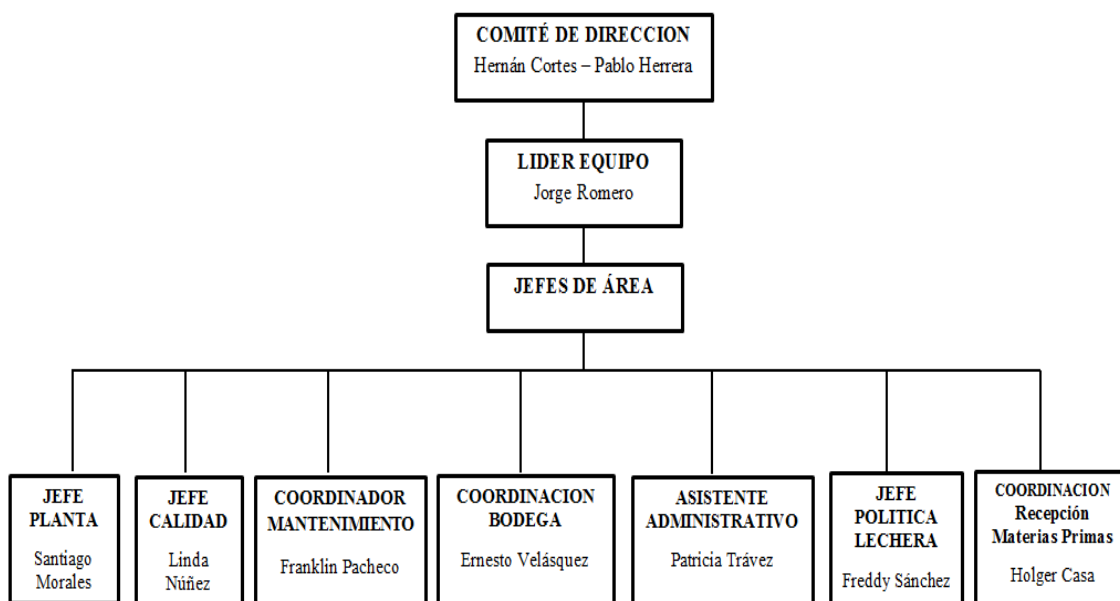 COMITÉ DE DIRECCION
Hernán Cortes – Pablo Herrera
LIDER EQUIPO
Jorge Romero
JEFES DE ÁREA
JEFE
PLANTA
Santiago
Morales
JEFE
CALIDAD
Linda
Núñez
COORDINADOR
MANTENIMIENTO
Franklin Pacheco
COORDINACION
BODEGA
Ernesto Velásquez
ASISTENTE
ADMINISTRATIVO
Patricia Trávez
JEFE
POLITICA
LECHERA
Freddy Sánchez
COORDINACION
Recepción
Materias Primas
Holger Casa